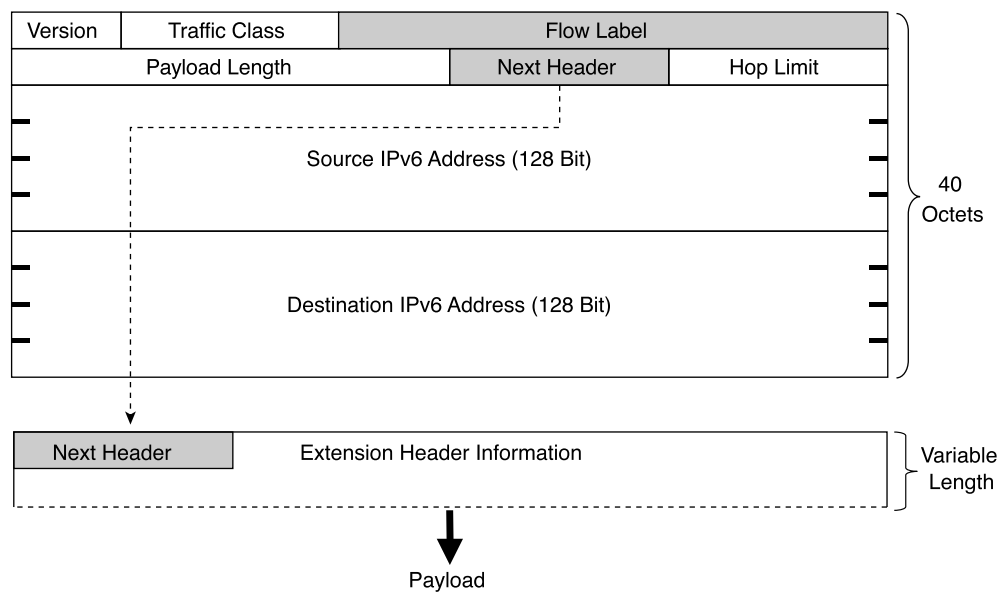 Version Traffic Class Flow Label
Payload Length Next Header Hop Limit
Source IPv6 Address (128 Bit)
40
Octets
Destination IPv6 Address (128 Bit)
Next Header Extension Header Information
Variable
Length
Payload